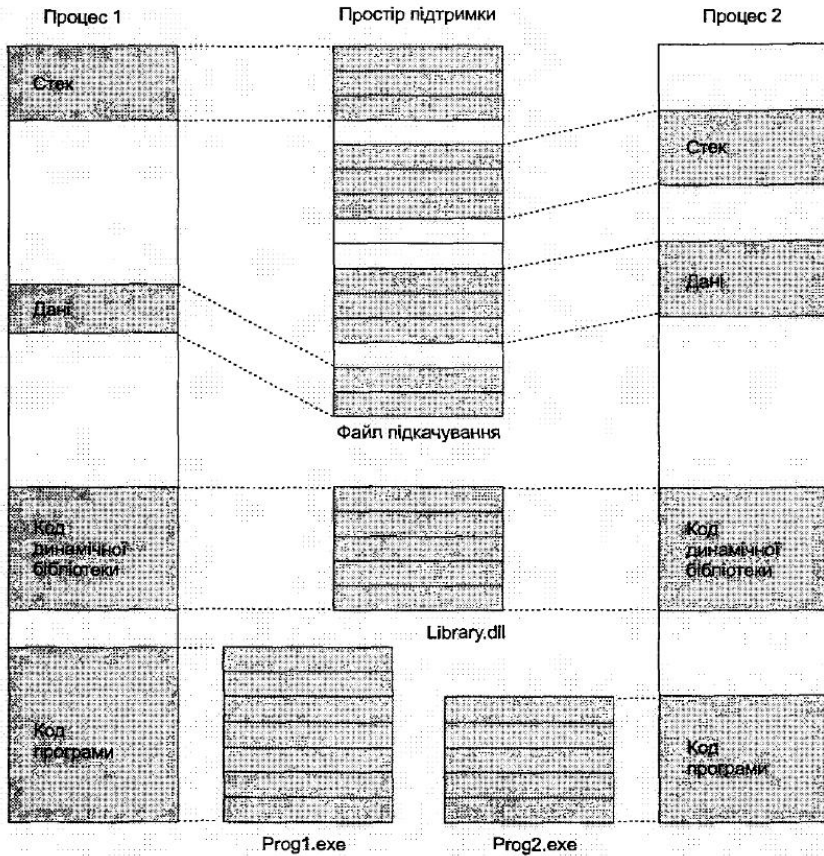 Процес 1
Простір підтримки
Процес 2
Стек
Стек
Дані
Дані
Файл підкачування
Код
динамічної
бібліотеки
Код
динамічної
бібліотеки
Library.dll
Код
програми
Код
програми
Prog1.exe
Prog2.exe